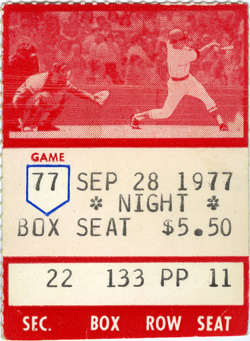 GAME
77 SEP 28 1977
* NIGHT *
BOX SEAT $5.50
22 133 PP 11
SEC. BOX ROW SEAT